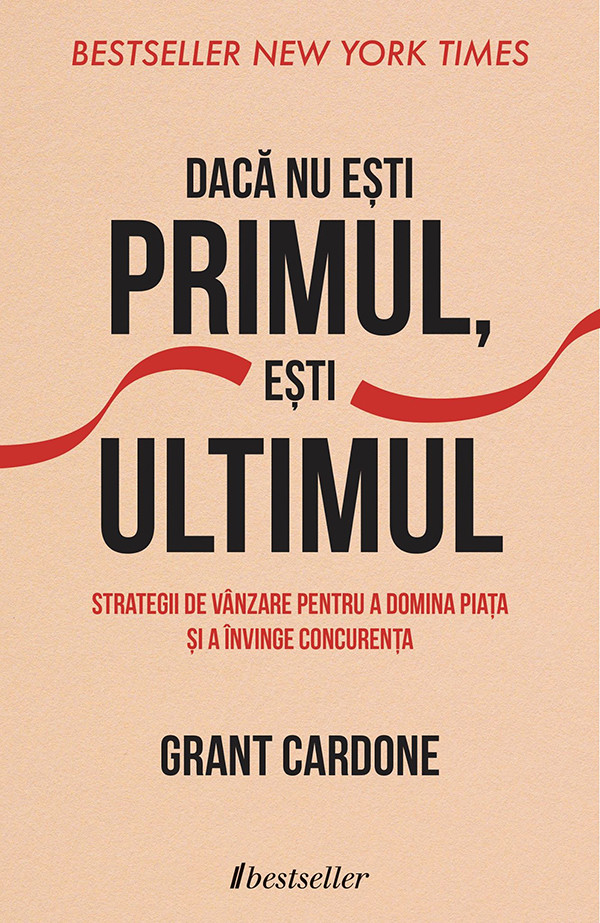 BESTSELLER NEW YORK TIMES
DACĂ NU EȘTI
PRIMUL,
EȘTI
ULTIMUL
STRATEGII DE VÂNZARE PENTRU A DOMINA PIAȚA
ȘI A ÎNVINGE CONCURENȚA
GRANT CARDONE
bestseller